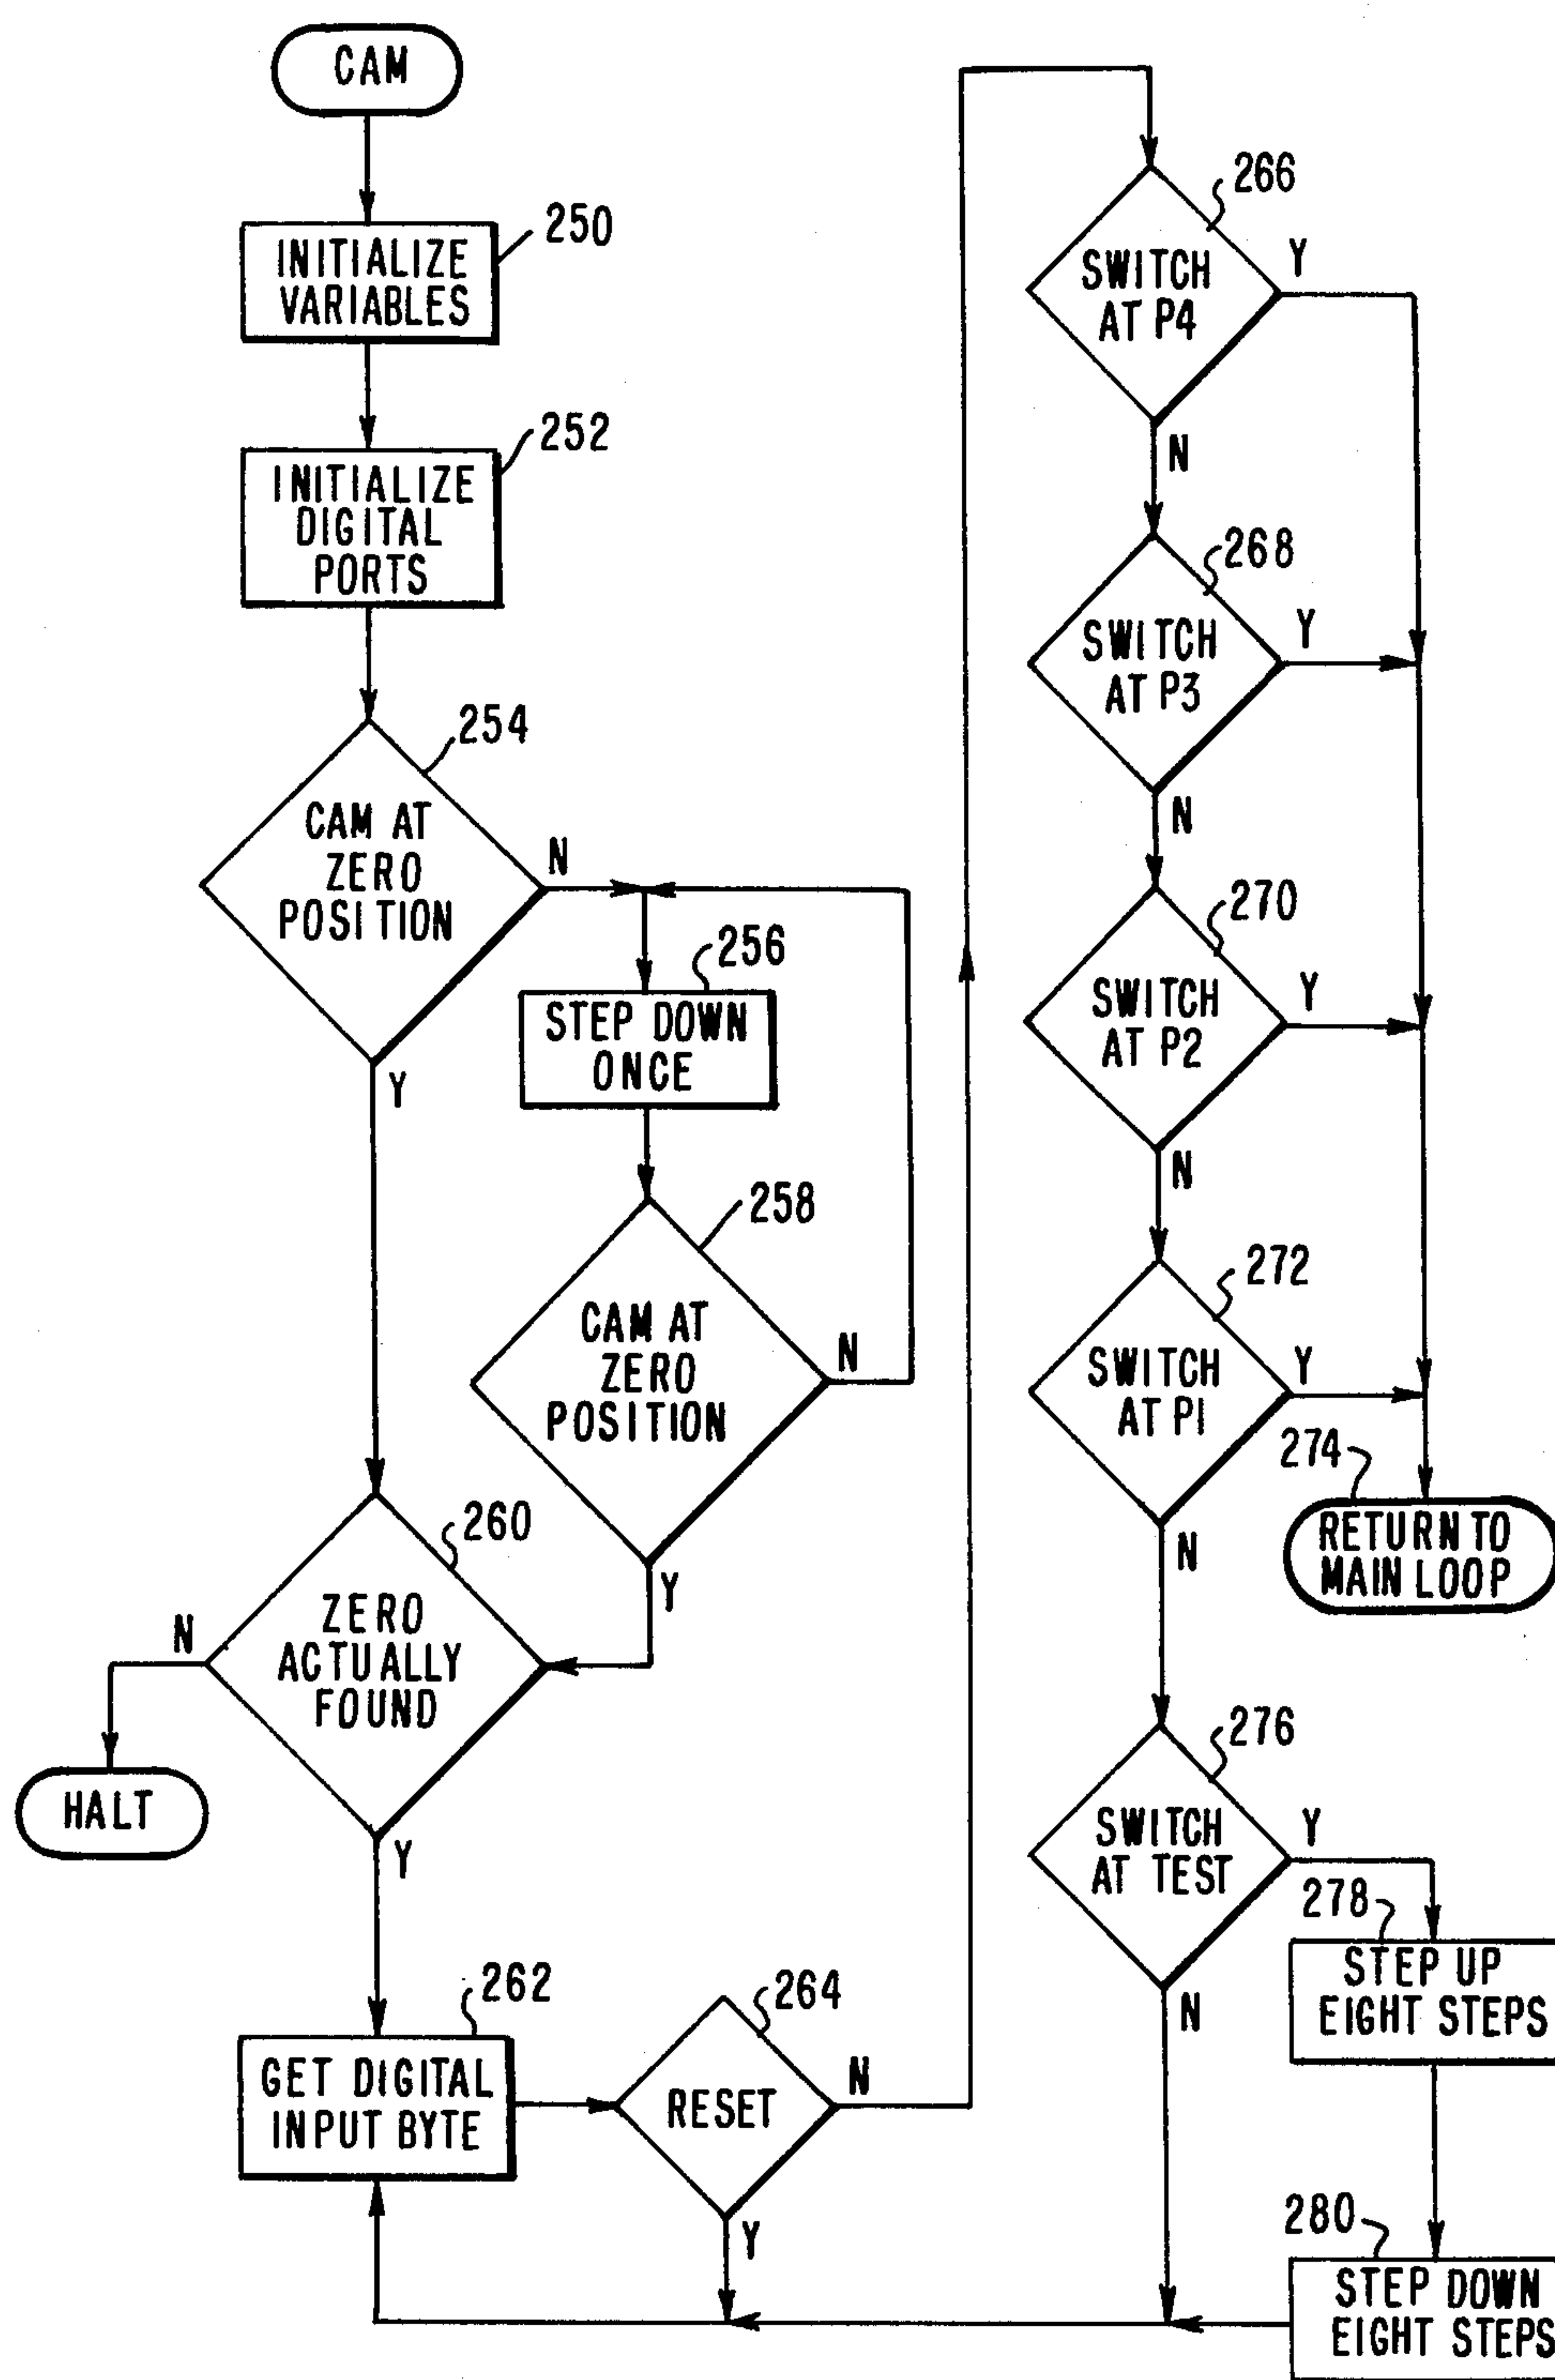 CAM
INITIALIZE
VARIABLES
250
INITIALIZE
DIGITAL
PORTS
252
CAM AT
ZERO
POSITION
254
N
Y
STEP DOWN
ONCE
256
CAM AT
ZERO
POSITION
258
N
Y
ZERO
ACTUALLY
FOUND
260
N
HALT
Y
GET DIGITAL
INPUT BYTE
262
RESET
264
N
Y
SWITCH
AT P4
266
Y
N
SWITCH
AT P3
268
Y
N
SWITCH
AT P2
270
Y
N
SWITCH
AT P1
272
Y
N
274
RETURN TO
MAIN LOOP
SWITCH
AT TEST
276
Y
N
278
STEP UP
EIGHT STEPS
280
STEP DOWN
EIGHT STEPS